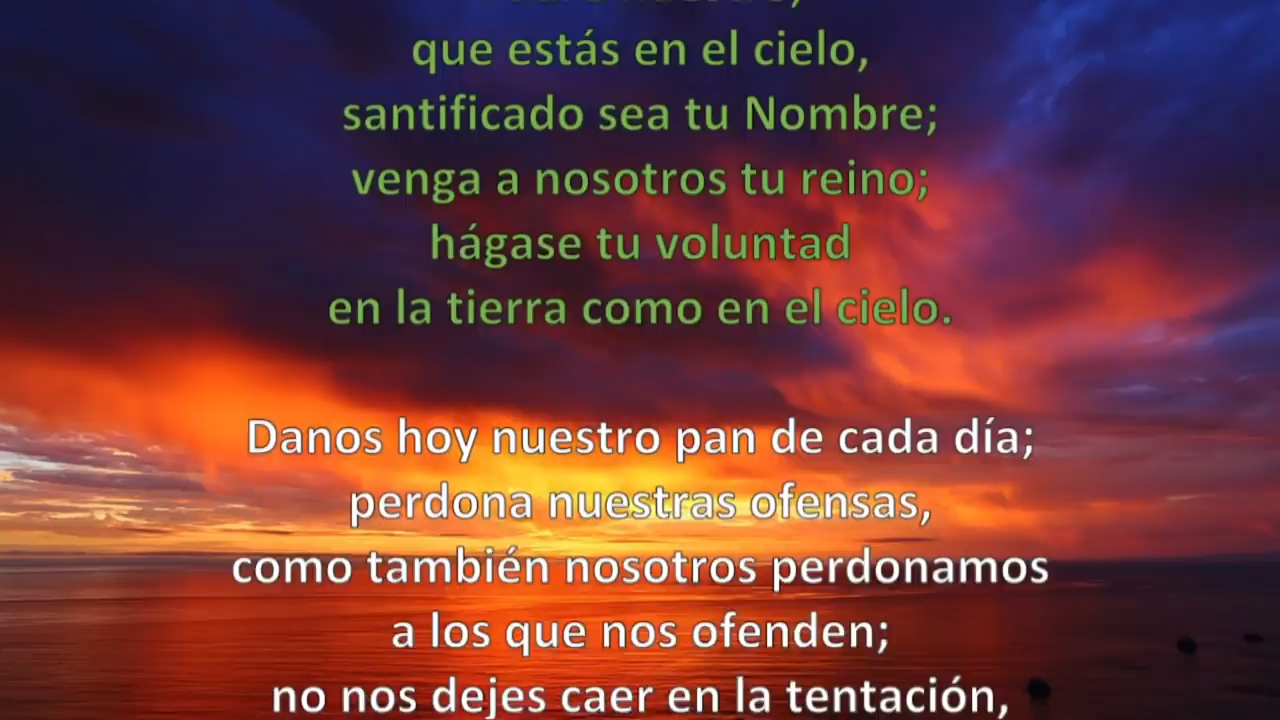 que estás en el cielo,
santificado sea tu Nombre;
venga a nosotros tu reino;
hágase tu voluntad
en la tierra como en el cielo.
Danos hoy nuestro pan de cada día;
perdona nuestras ofensas,
como también nosotros perdonamos
a los que nos ofenden;
no nos dejes caer en la tentación,